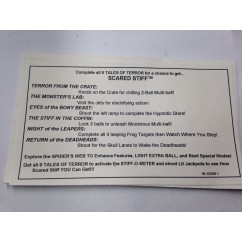 Complete all 6 TALES OF TERROR for a chance to get...
SCARED STIFF™
TERROR FROM THE CRATE:
Knock on the Crate for chilling 2-Ball Multi-ball!
THE MONSTER'S LAB:
Visit the Jets for electrifying action!
EYES of the BONY BEAST:
Shoot the left ramp to complete the Hypnotic Stare!
THE STIFF IN THE COFFIN:
Lock 3 balls to unleash Monstrous Multi-ball!
NIGHT of the LEAPERS:
Complete all 3 leaping Frog Targets then Watch Where You Step!
RETURN of the DEADHEADS:
Shoot for the Skull Lanes to Wake the Deadheads!
Explore the SPIDER'S WEB to Enhance Features, LIGHT EXTRA BALL, and Start Special Modes!
Get all 6 TALES OF TERROR to activate the STIFF-O-METER and shoot Lit Jackpots to see How
Scared Stiff YOU Can Get!!!